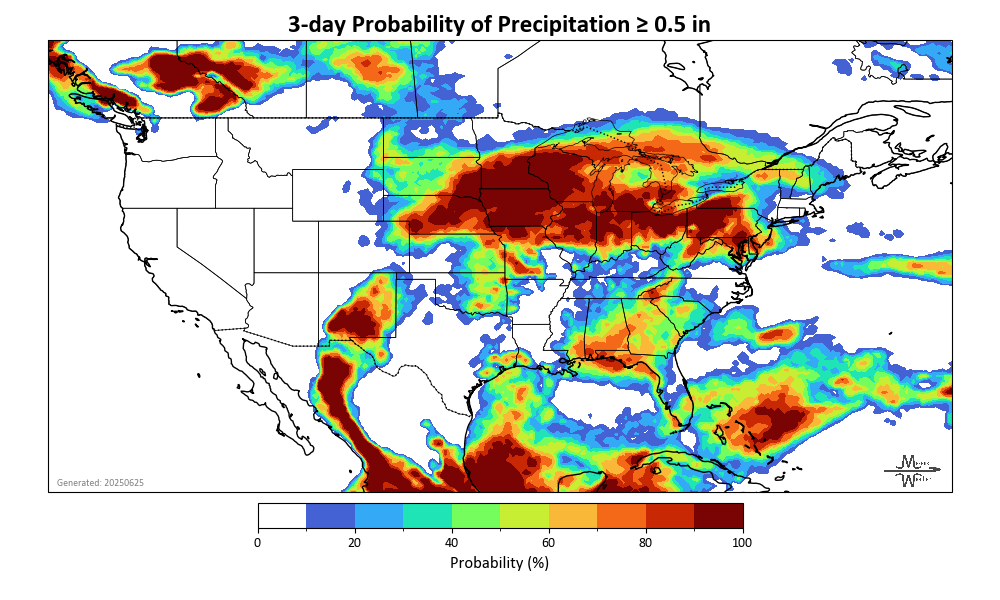 3-day Probability of Precipitation ≥ 0.5 in
Generated: 20250625
0 20 40 60 80 100
Probability (%)